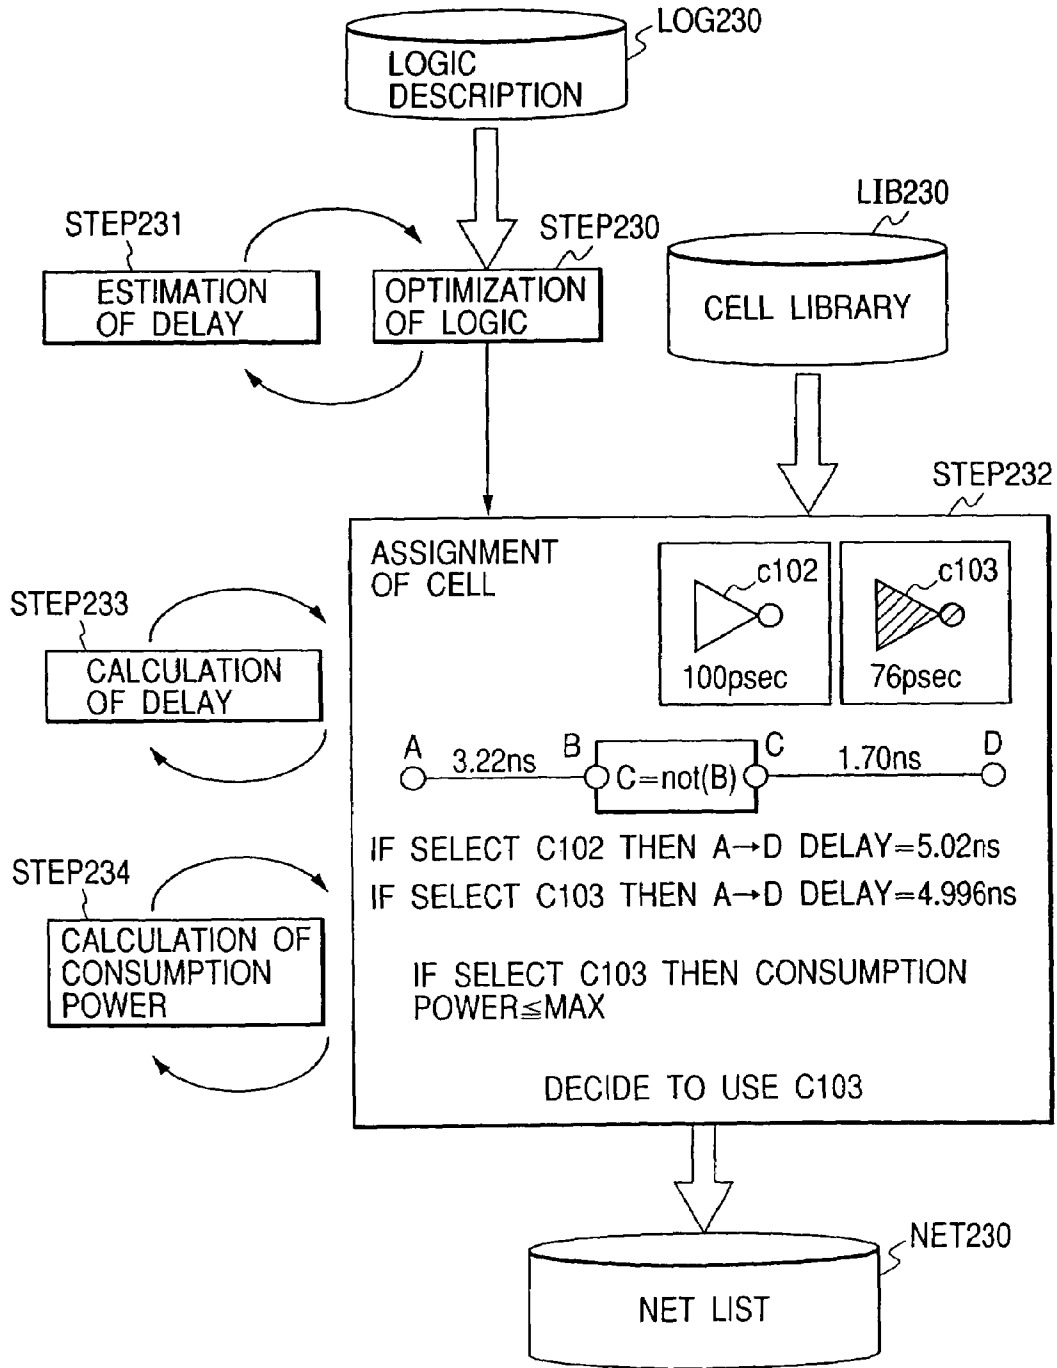 LOG230
LOGIC
DESCRIPTION
LIB230
STEP231
STEP230
ESTIMATION
OF DELAY
OPTIMIZATION
OF LOGIC
CELL LIBRARY
STEP232
ASSIGNMENT
OF CELL
c102
100psec
c103
76psec
STEP233
CALCULATION
OF DELAY
A
3.22ns
B
C=not(B)
C
1.70ns
D
IF SELECT C102 THEN A→D DELAY=5.02ns
IF SELECT C103 THEN A→D DELAY=4.996ns
STEP234
CALCULATION OF
CONSUMPTION
POWER
IF SELECT C103 THEN CONSUMPTION
POWER≦MAX
DECIDE TO USE C103
NET230
NET LIST